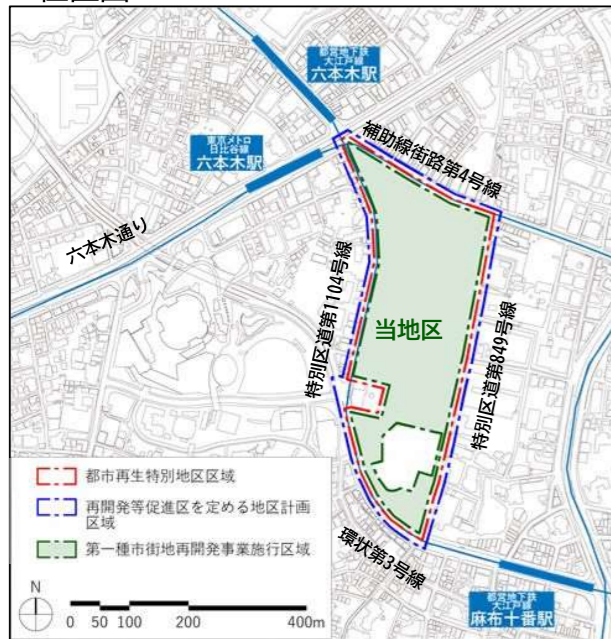 都営地下鉄
大江戸線
六本木駅
東京メトロ
日比谷線
六本木駅
補助線街路第4号線
六本木通り
特別区道第1104号線
当地区
特別区道第849号線
都市再生特別地区区域
再開発等促進区を定める地区計画
区域
第一種市街地再開発事業施行区域
環状第3号線
N
0 50 100 200 400m
都営地下鉄
大江戸線
麻布十番駅